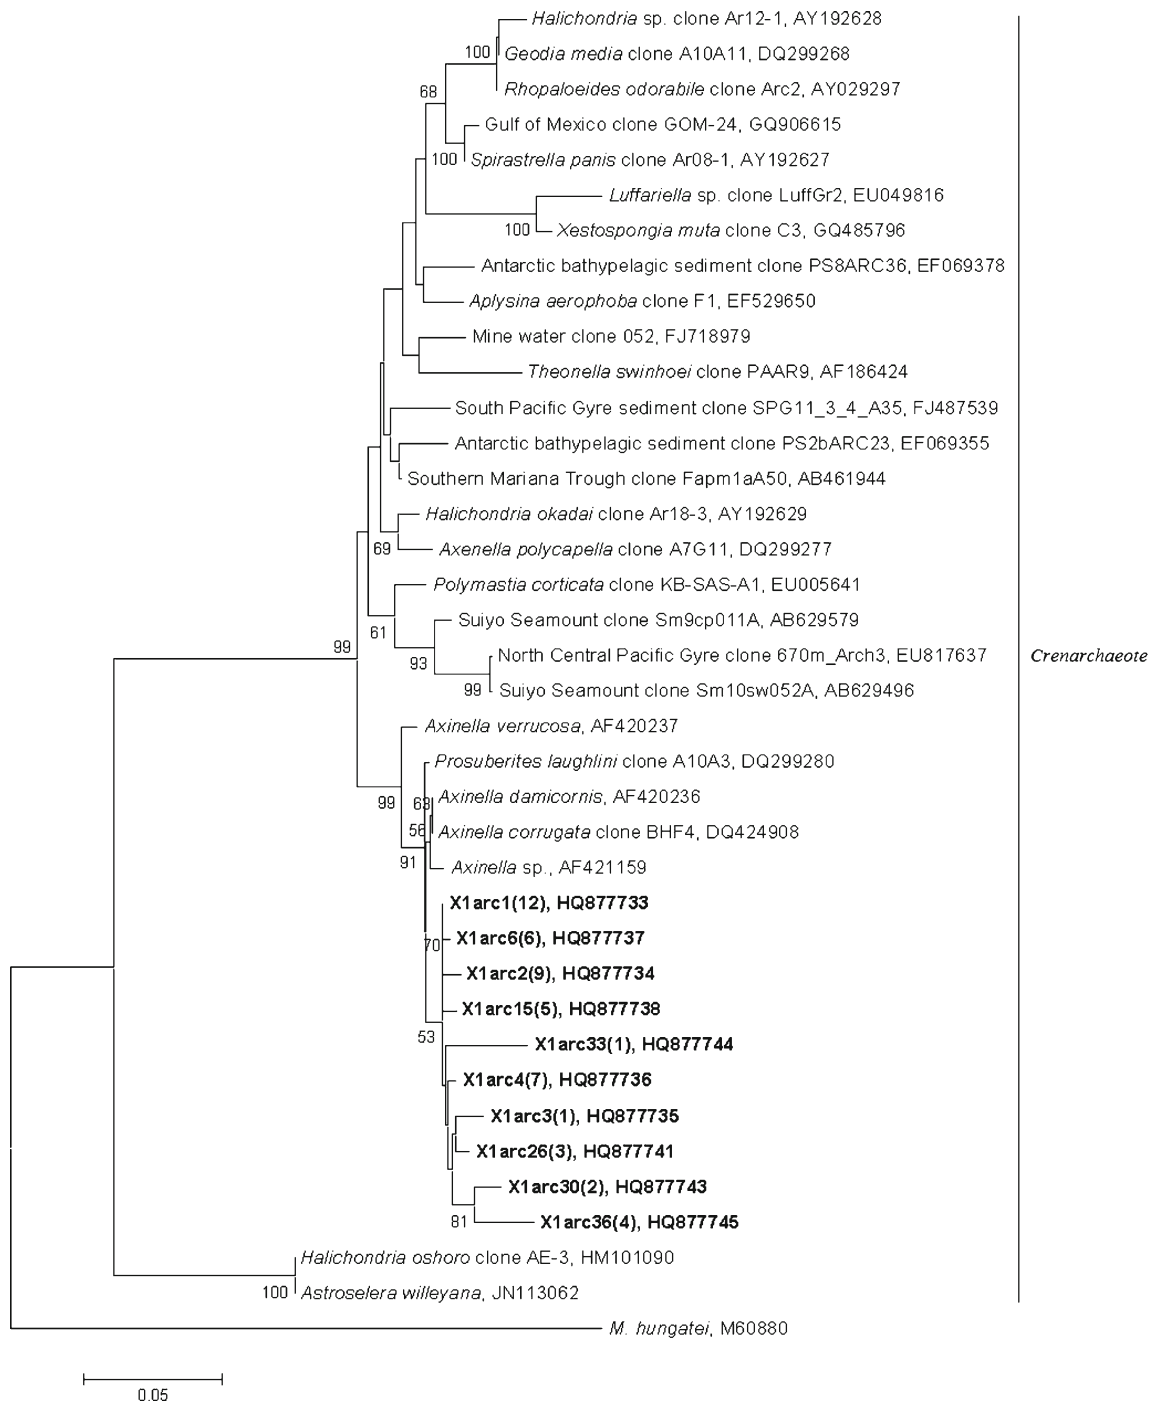 Halichondria sp. clone Ar12-1, AY192628
100
Geodia media clone A10A11, DQ299268
Rhopaloeides odorabile clone Arc2, AY029297
68
Gulf of Mexico clone GOM-24, GQ906615
100
Spirastrella panis clone Ar08-1, AY192627
Luffariella sp. clone LuffGr2, EU049816
100
Xestospongia muta clone C3, GQ485796
Antarctic bathypelagic sediment clone PS8ARC36, EF069378
Aplysina aerophoba clone F1, EF529650
Mine water clone 052, FJ718979
Theonella swinhoei clone PAAR9, AF186424
South Pacific Gyre sediment clone SPG11_3_4_A35, FJ487539
Antarctic bathypelagic sediment clone PS2bARC23, EF069355
Southern Mariana Trough clone Fapm1aA50, AB461944
Halichondria okadai clone Ar18-3, AY192629
69
Axenella polycapella clone A7G11, DQ299277
Polymastia corticata clone KB-SAS-A1, EU005641
Suiyo Seamount clone Sm9cp011A, AB629579
61
99
93
North Central Pacific Gyre clone 670m_Arch3, EU817637
Crenarchaeote
99
Suiyo Seamount clone Sm10sw052A, AB629496
Axinella verrucosa, AF420237
Prosuberites laughlini clone A10A3, DQ299280
99
63
Axinella damicornis, AF420236
56
Axinella corrugata clone BHF4, DQ424908
91
Axinella sp., AF421159
X1arc1(12), HQ877733
70
X1arc6(6), HQ877737
X1arc2(9), HQ877734
X1arc15(5), HQ877738
53
X1arc33(1), HQ877744
X1arc4(7), HQ877736
X1arc3(1), HQ877735
X1arc26(3), HQ877741
X1arc30(2), HQ877743
81
X1arc36(4), HQ877745
Halichondria oshoro clone AE-3, HM101090
100
Astroselera willeyana, JN113062
M. hungatei, M60880
0.05